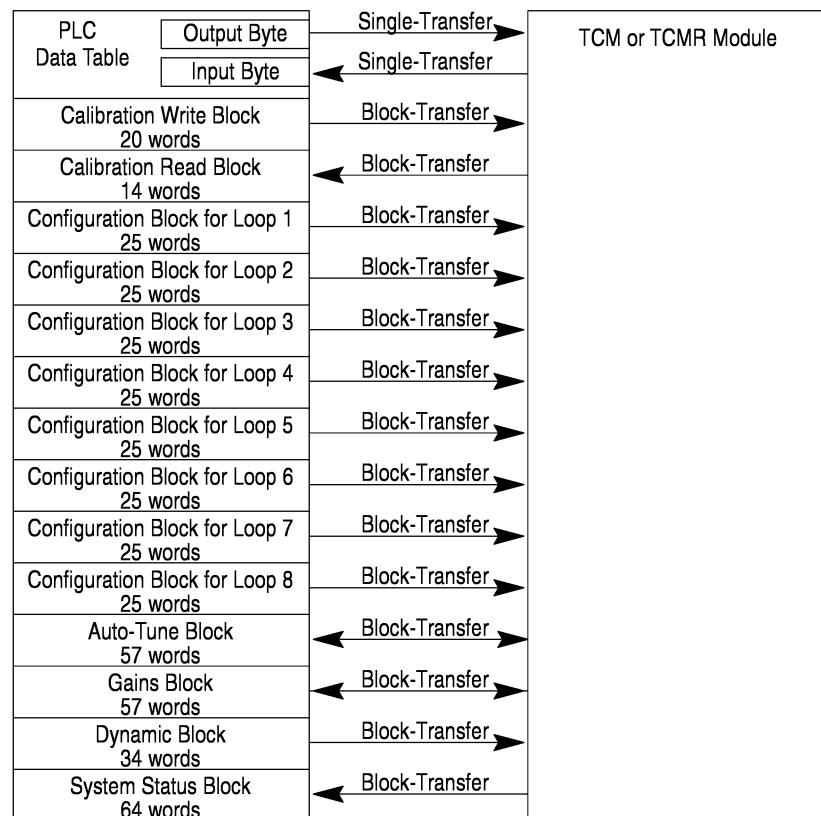 PLC
Data Table
Output Byte
Single-Transfer
TCM or TCMR Module
Input Byte
Single-Transfer
Calibration Write Block
20 words
Block-Transfer
Calibration Read Block
14 words
Block-Transfer
Configuration Block for Loop 1
25 words
Block-Transfer
Configuration Block for Loop 2
25 words
Block-Transfer
Configuration Block for Loop 3
25 words
Block-Transfer
Configuration Block for Loop 4
25 words
Block-Transfer
Configuration Block for Loop 5
25 words
Block-Transfer
Configuration Block for Loop 6
25 words
Block-Transfer
Configuration Block for Loop 7
25 words
Block-Transfer
Configuration Block for Loop 8
25 words
Block-Transfer
Auto-Tune Block
57 words
Block-Transfer
Gains Block
57 words
Block-Transfer
Dynamic Block
34 words
Block-Transfer
System Status Block
64 words
Block-Transfer